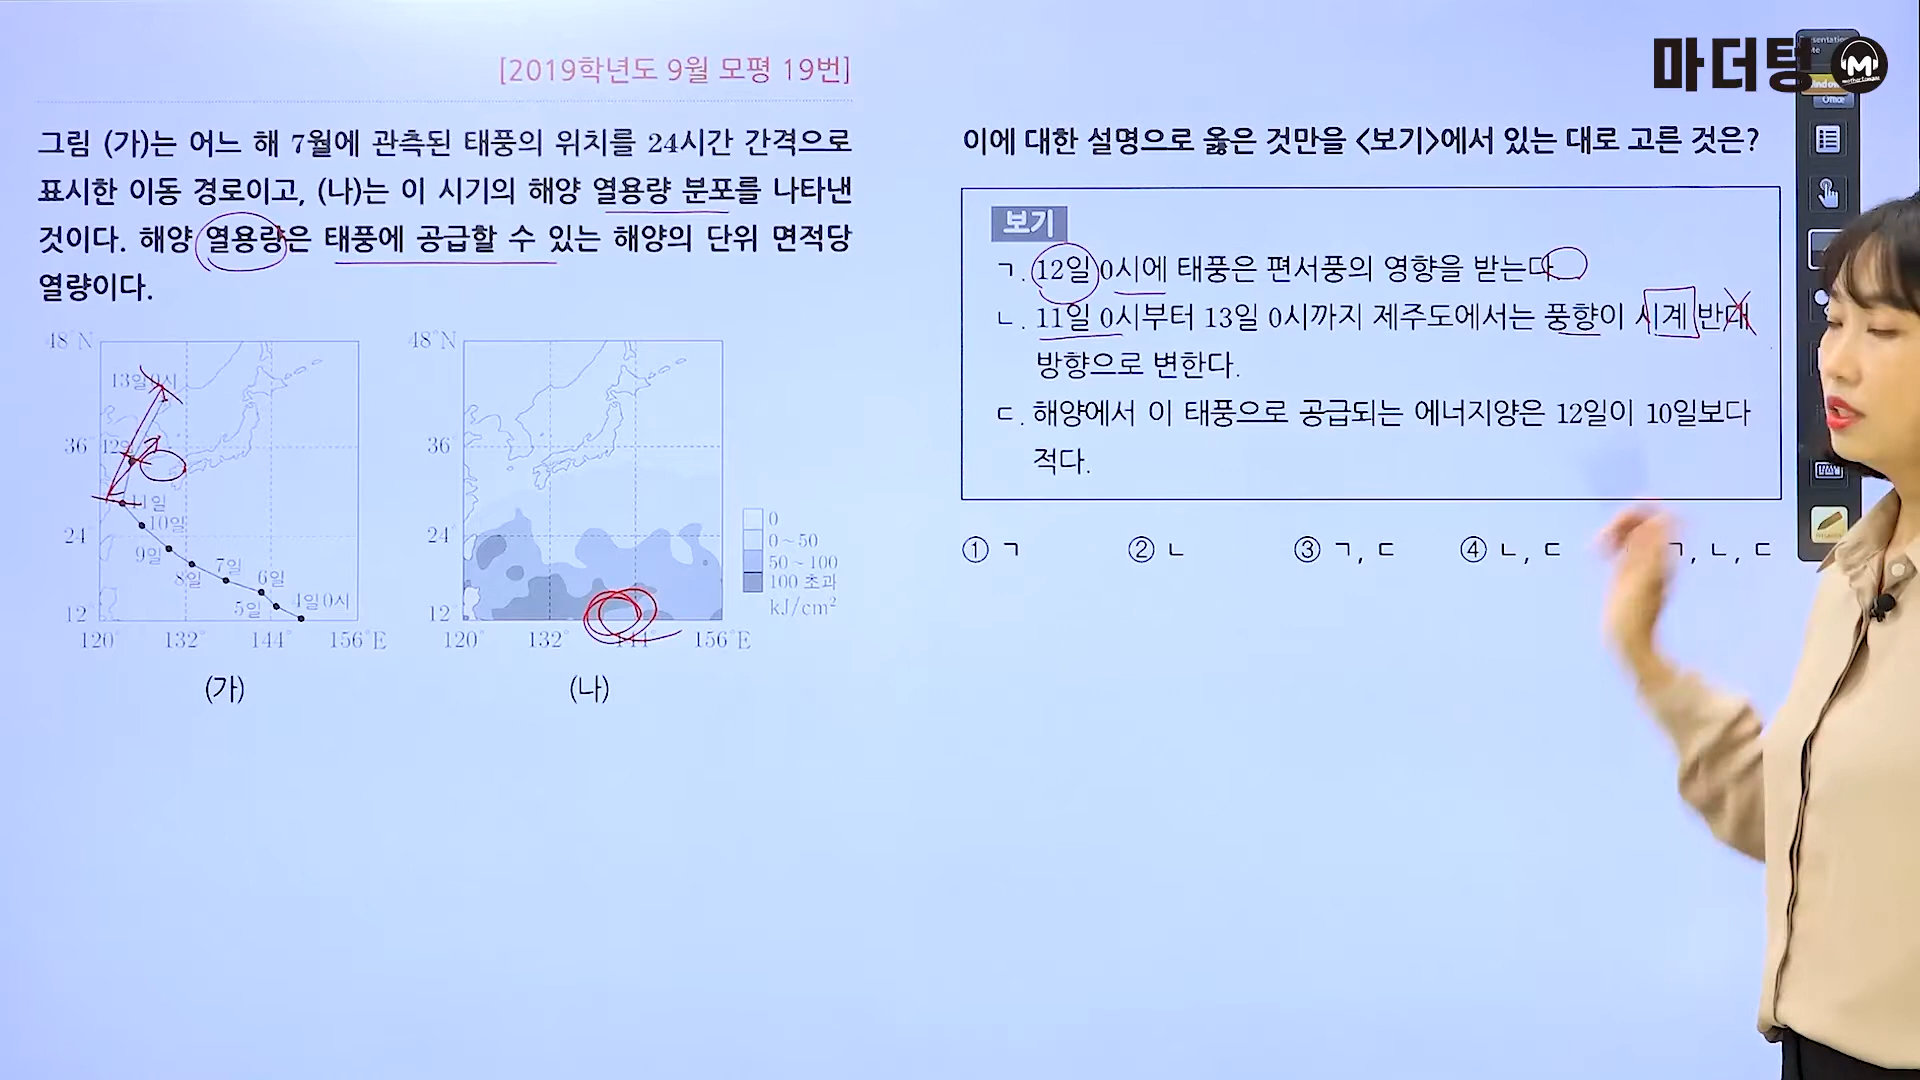 마더텅
[2019학년도 9월 모평 19번]
그림 (가)는 어느 해 7월에 관측된 태풍의 위치를 24시간 간격으로
표시한 이동 경로이고, (나)는 이 시기의 해양 열용량 분포를 나타낸
것이다. 해양 열용량은 태풍에 공급할 수 있는 해양의 단위 면적당
열량이다.
48°N
13일0시
36°
12일
11일
10일
24°
9일
8일
7일
6일
5일
4일0시
12°
120° 132° 144° 156°E
(가)
48°N
36°
24°
12°
120° 132° 144° 156°E
0
0~50
50~100
100 초과
kJ/cm²
(나)
이에 대한 설명으로 옳은 것만을 <보기>에서 있는 대로 고른 것은?
보기
ㄱ. 12일 0시에 태풍은 편서풍의 영향을 받는다.
ㄴ. 11일 0시부터 13일 0시까지 제주도에서는 풍향이 시계 반대
방향으로 변한다.
ㄷ. 해양에서 이 태풍으로 공급되는 에너지양은 12일이 10일보다
적다.
① ㄱ ② ㄴ ③ ㄱ, ㄷ ④ ㄴ, ㄷ ㄱ, ㄴ, ㄷ